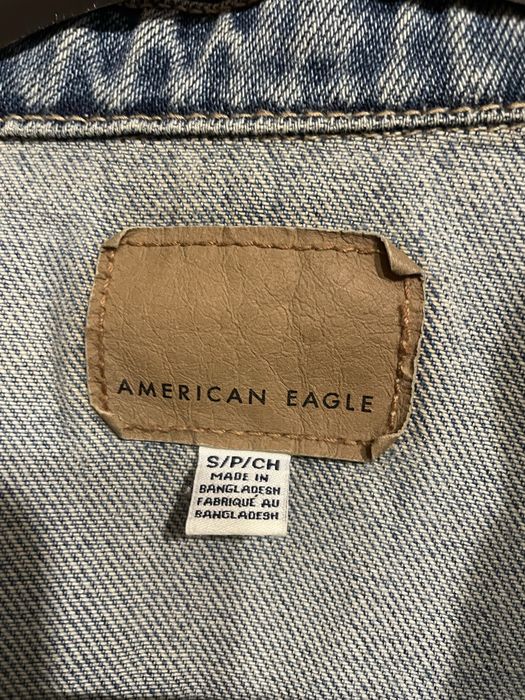 AMERICAN EAGLE
S/P/CH
MADE IN
BANGLADESH
FABRIQUÉ AU
BANGLADESH